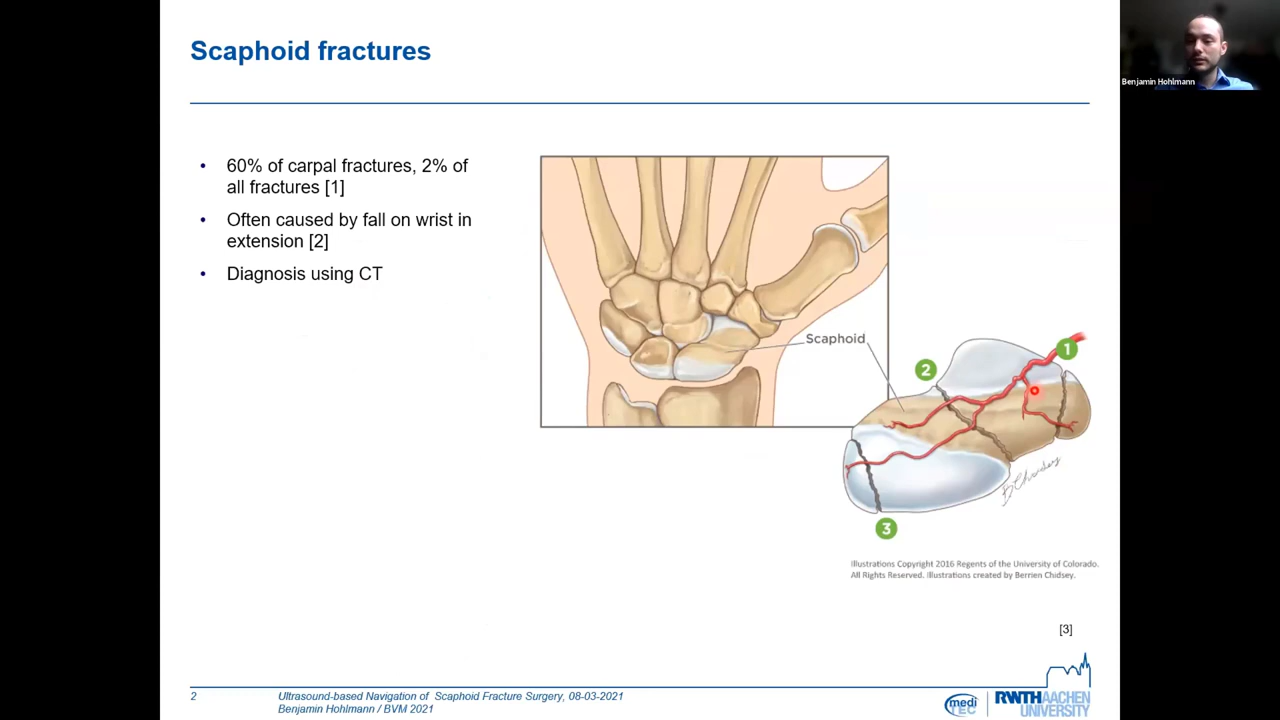 Scaphoid fractures
Benjamin Hohlmann
• 60% of carpal fractures, 2% of
all fractures [1]
• Often caused by fall on wrist in
extension [2]
• Diagnosis using CT
Scaphoid
1
2
3
Illustrations Copyright 2016 Regents of the University of Colorado.
All Rights Reserved. Illustrations created by Berrien Chidsey.
[3]
2
Ultrasound-based Navigation of Scaphoid Fracture Surgery, 08-03-2021
Benjamin Hohlmann / BVM 2021
medi
TEC
RWTH AACHEN
UNIVERSITY